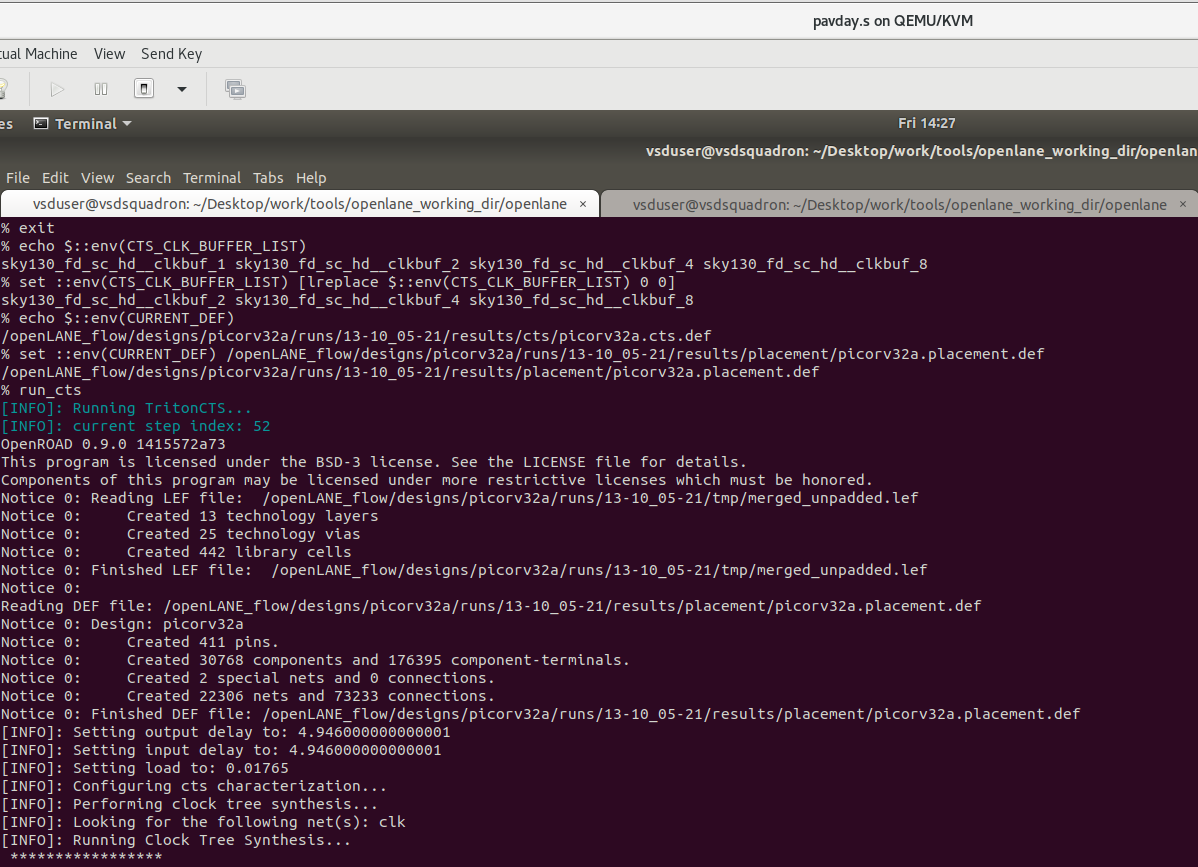 pavday.s on QEMU/KVM
tual Machine View Send Key
es Terminal Fri 14:27
vsduser@vsdsquadron: ~/Desktop/work/tools/openlane_working_dir/openlan
File Edit View Search Terminal Tabs Help
vsduser@vsdsquadron: ~/Desktop/work/tools/openlane_working_dir/openlane × vsduser@vsdsquadron: ~/Desktop/work/tools/openlane_working_dir/openlane ×
% exit
% echo $::env(CTS_CLK_BUFFER_LIST)
sky130_fd_sc_hd__clkbuf_1 sky130_fd_sc_hd__clkbuf_2 sky130_fd_sc_hd__clkbuf_4 sky130_fd_sc_hd__clkbuf_8
% set ::env(CTS_CLK_BUFFER_LIST) [lreplace $::env(CTS_CLK_BUFFER_LIST) 0 0]
sky130_fd_sc_hd__clkbuf_2 sky130_fd_sc_hd__clkbuf_4 sky130_fd_sc_hd__clkbuf_8
% echo $::env(CURRENT_DEF)
/openLANE_flow/designs/picorv32a/runs/13-10_05-21/results/cts/picorv32a.cts.def
% set ::env(CURRENT_DEF) /openLANE_flow/designs/picorv32a/runs/13-10_05-21/results/placement/picorv32a.placement.def
/openLANE_flow/designs/picorv32a/runs/13-10_05-21/results/placement/picorv32a.placement.def
% run_cts
[INFO]: Running TritonCTS...
[INFO]: current step index: 52
OpenROAD 0.9.0 1415572a73
This program is licensed under the BSD-3 license. See the LICENSE file for details.
Components of this program may be licensed under more restrictive licenses which must be honored.
Notice 0: Reading LEF file:  /openLANE_flow/designs/picorv32a/runs/13-10_05-21/tmp/merged_unpadded.lef
Notice 0:     Created 13 technology layers
Notice 0:     Created 25 technology vias
Notice 0:     Created 442 library cells
Notice 0: Finished LEF file:  /openLANE_flow/designs/picorv32a/runs/13-10_05-21/tmp/merged_unpadded.lef
Notice 0:
Reading DEF file: /openLANE_flow/designs/picorv32a/runs/13-10_05-21/results/placement/picorv32a.placement.def
Notice 0: Design: picorv32a
Notice 0:     Created 411 pins.
Notice 0:     Created 30768 components and 176395 component-terminals.
Notice 0:     Created 2 special nets and 0 connections.
Notice 0:     Created 22306 nets and 73233 connections.
Notice 0: Finished DEF file: /openLANE_flow/designs/picorv32a/runs/13-10_05-21/results/placement/picorv32a.placement.def
[INFO]: Setting output delay to: 4.946000000000001
[INFO]: Setting input delay to: 4.946000000000001
[INFO]: Setting load to: 0.01765
[INFO]: Configuring cts characterization...
[INFO]: Performing clock tree synthesis...
[INFO]: Looking for the following net(s): clk
[INFO]: Running Clock Tree Synthesis...
*****************